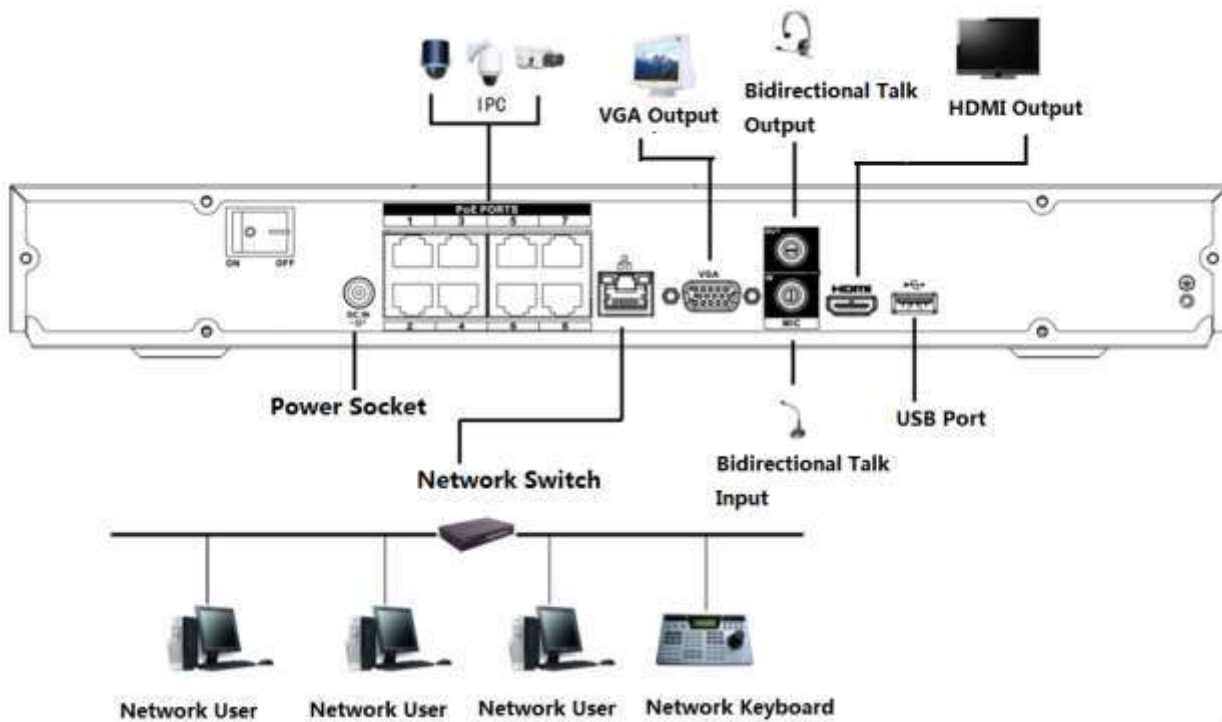 IPC
VGA Output
Bidirectional Talk
Output
HDMI Output
PoE PORTS
1 3 5 7
ON OFF
DC IN
2 4 6 8
VGA
OUT
IN
MIC
HDMI
Power Socket
Network Switch
Bidirectional Talk
Input
USB Port
Network User
Network User
Network User
Network Keyboard